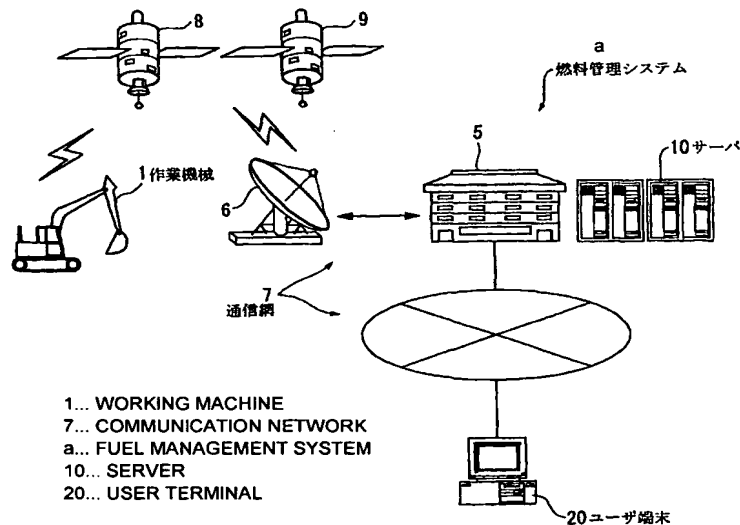 8
9
a
燃料管理システム
5
10サーバ
1作業機械
6
7
通信網
1... WORKING MACHINE
7... COMMUNICATION NETWORK
a... FUEL MANAGEMENT SYSTEM
10... SERVER
20... USER TERMINAL
20ユーザ端末